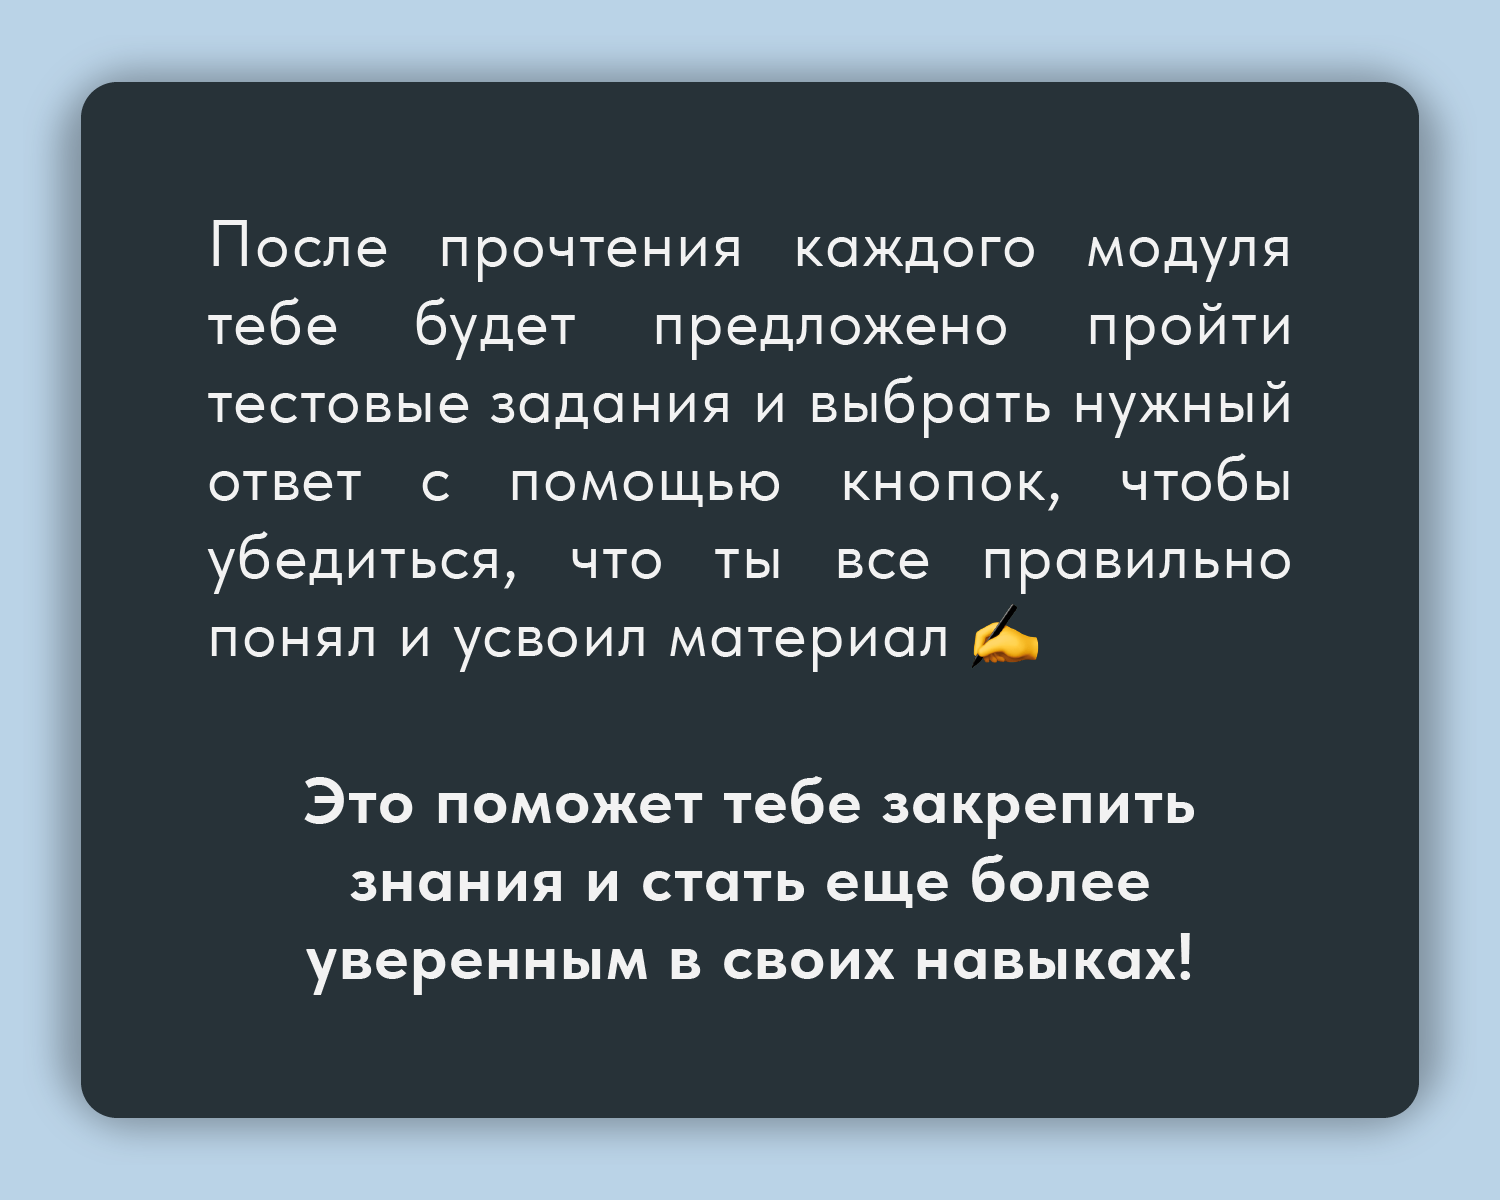 После прочтения каждого модуля
тебе будет предложено пройти
тестовые задания и выбрать нужный
ответ с помощью кнопок, чтобы
убедиться, что ты все правильно
понял и усвоил материал ✍️
Это поможет тебе закрепить
знания и стать еще более
уверенным в своих навыках!